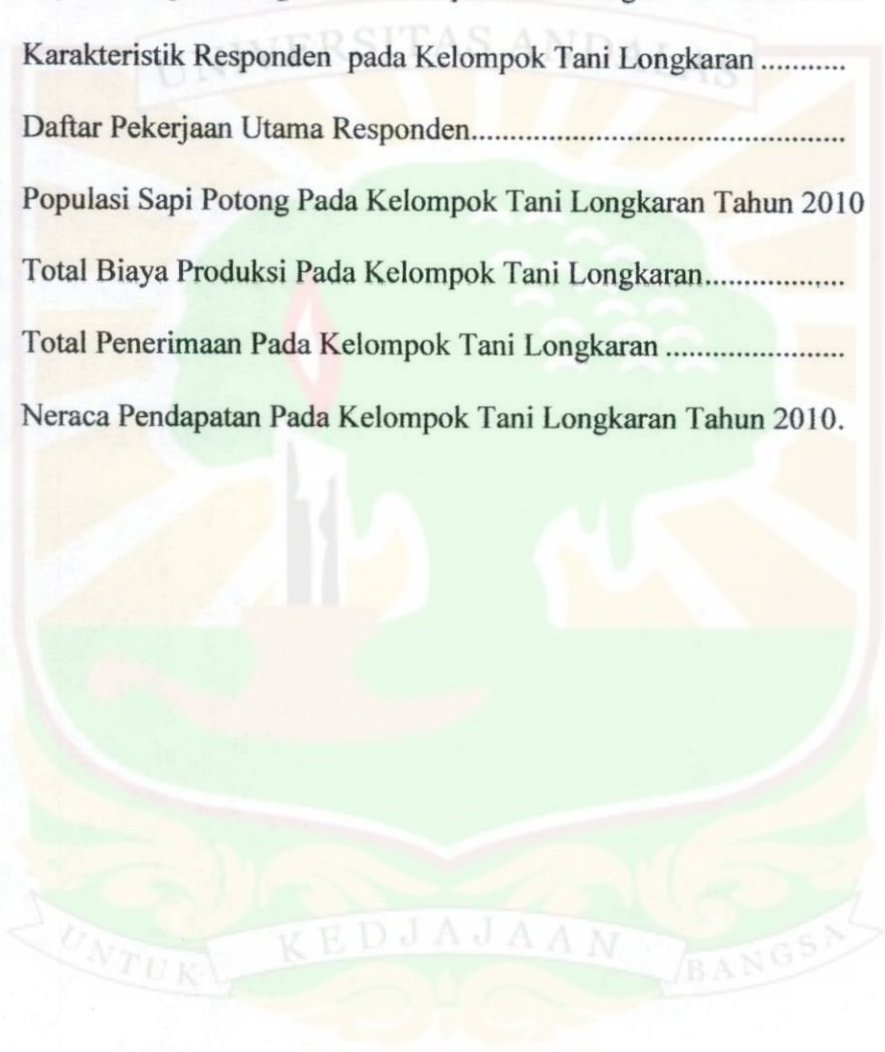 UNIVERSITAS ANDALAS
Karakteristik Responden pada Kelompok Tani Longkaran ...........
Daftar Pekerjaan Utama Responden................................................
Populasi Sapi Potong Pada Kelompok Tani Longkaran Tahun 2010
Total Biaya Produksi Pada Kelompok Tani Longkaran..................
Total Penerimaan Pada Kelompok Tani Longkaran .......................
Neraca Pendapatan Pada Kelompok Tani Longkaran Tahun 2010.
UNTUK KEDJAJAAN BANGSA